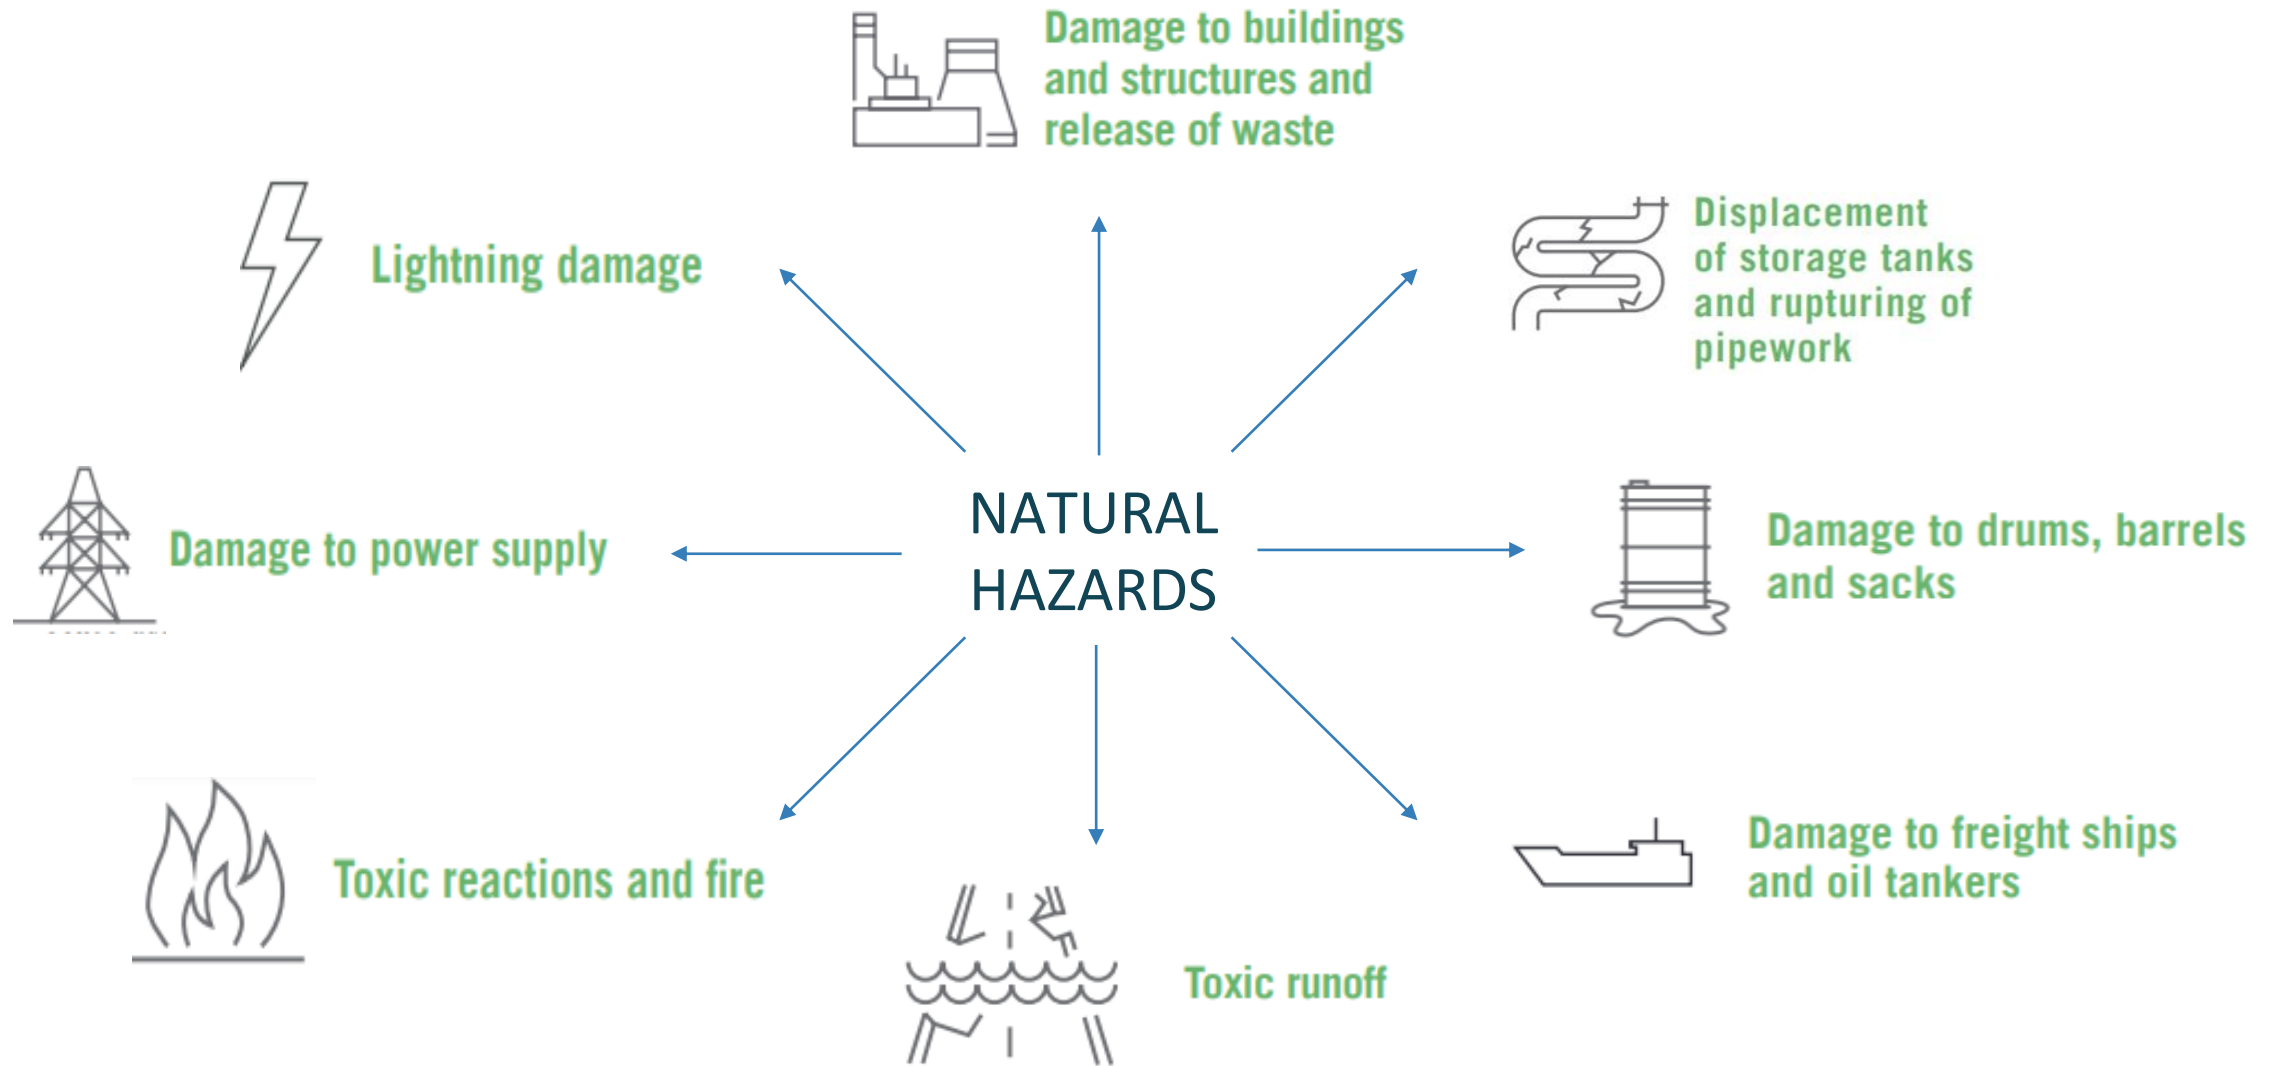 Damage to buildings
and structures and
release of waste
Lightning damage
Displacement
of storage tanks
and rupturing of
pipework
NATURAL
HAZARDS
Damage to power supply
Damage to drums, barrels
and sacks
Toxic reactions and fire
Damage to freight ships
and oil tankers
Toxic runoff